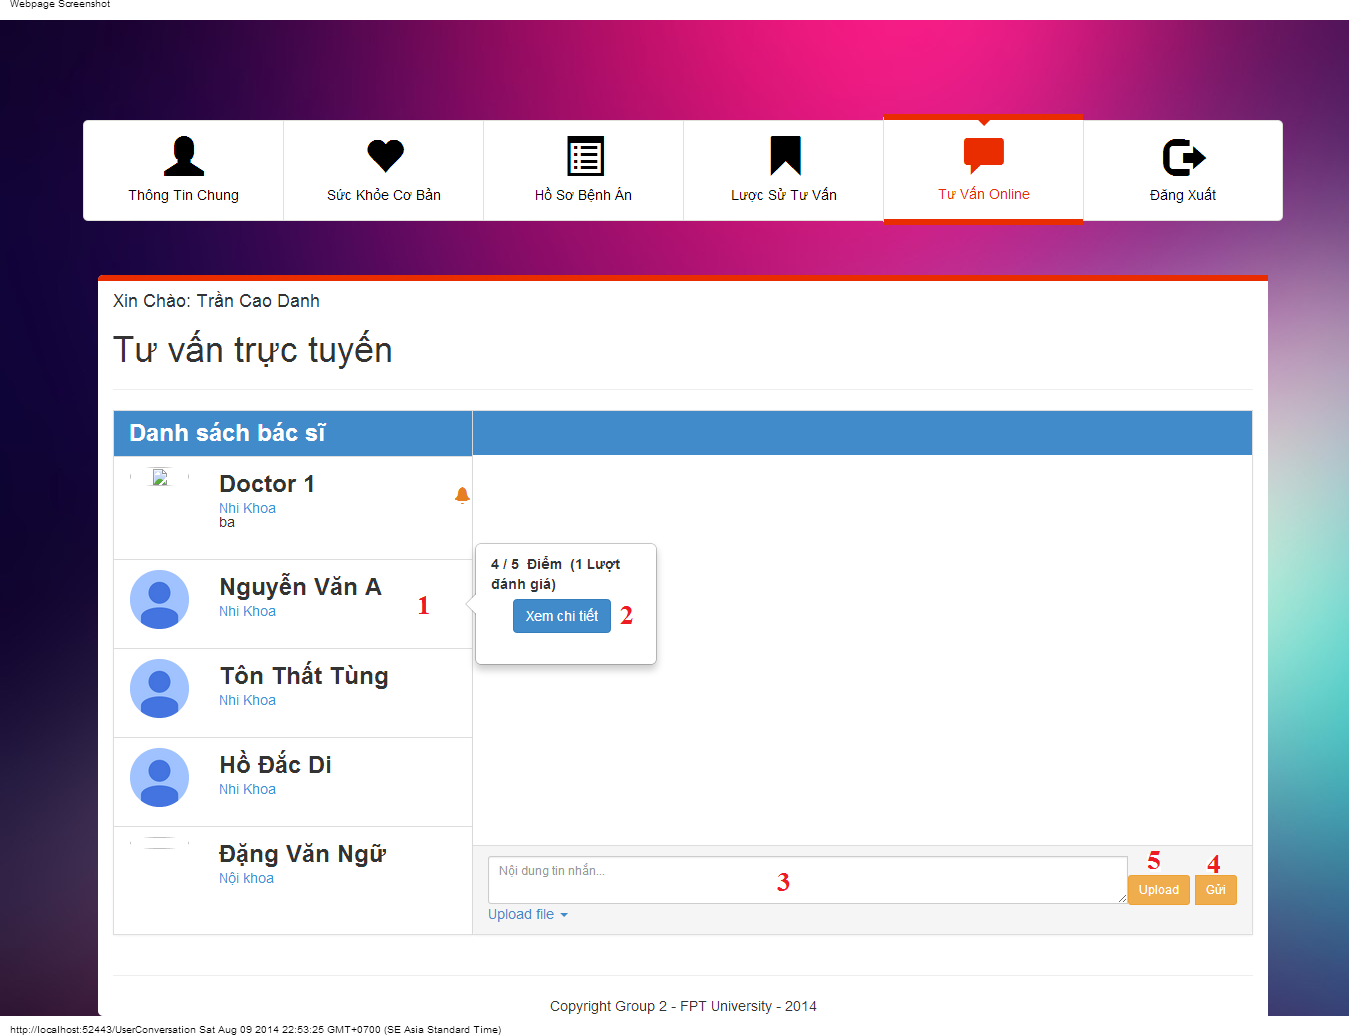 Webpage Screenshot
Thông Tin Chung
Sức Khỏe Cơ Bản
Hồ Sơ Bệnh Án
Lược Sử Tư Vấn
Tư Vấn Online
Đăng Xuất
Xin Chào: Trần Cao Danh
Tư vấn trực tuyến
Danh sách bác sĩ
Doctor 1
Nhi Khoa
ba
4 / 5 Điểm (1 Lượt
đánh giá)
Xem chi tiết 2
Nguyễn Văn A
Nhi Khoa
1
Tôn Thất Tùng
Nhi Khoa
Hồ Đắc Di
Nhi Khoa
Đặng Văn Ngữ
Nội khoa
Nội dung tin nhắn...
3
5
4
Upload
Gửi
Upload file
Copyright Group 2 - FPT University - 2014
http://localhost:52443/UserConversation Sat Aug 09 2014 22:53:25 GMT+0700 (SE Asia Standard Time)